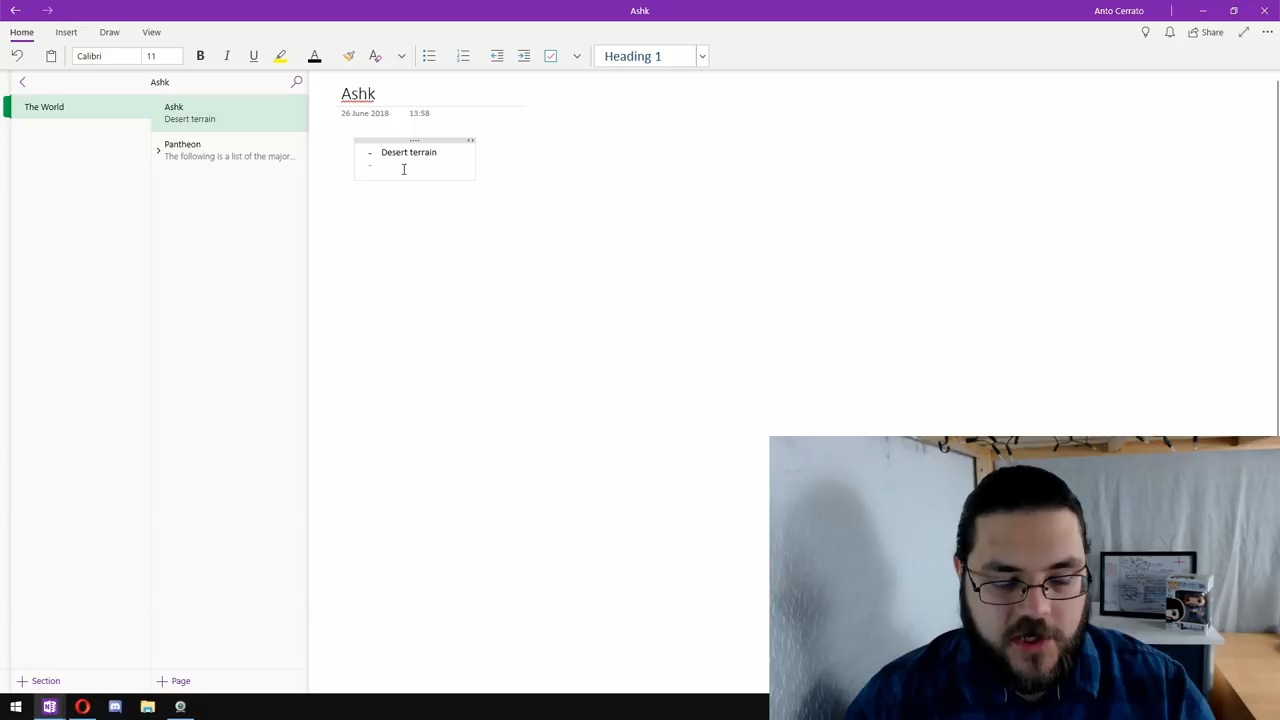 Ashk
Anto Cerrato
Home Insert Draw View
Share
Calibri 11 B I U A A Heading 1
Ashk
The World
Ashk
Desert terrain
Pantheon
The following is a list of the major...
Ashk
26 June 2018 13:58
- Desert terrain
-
+ Section
+ Page